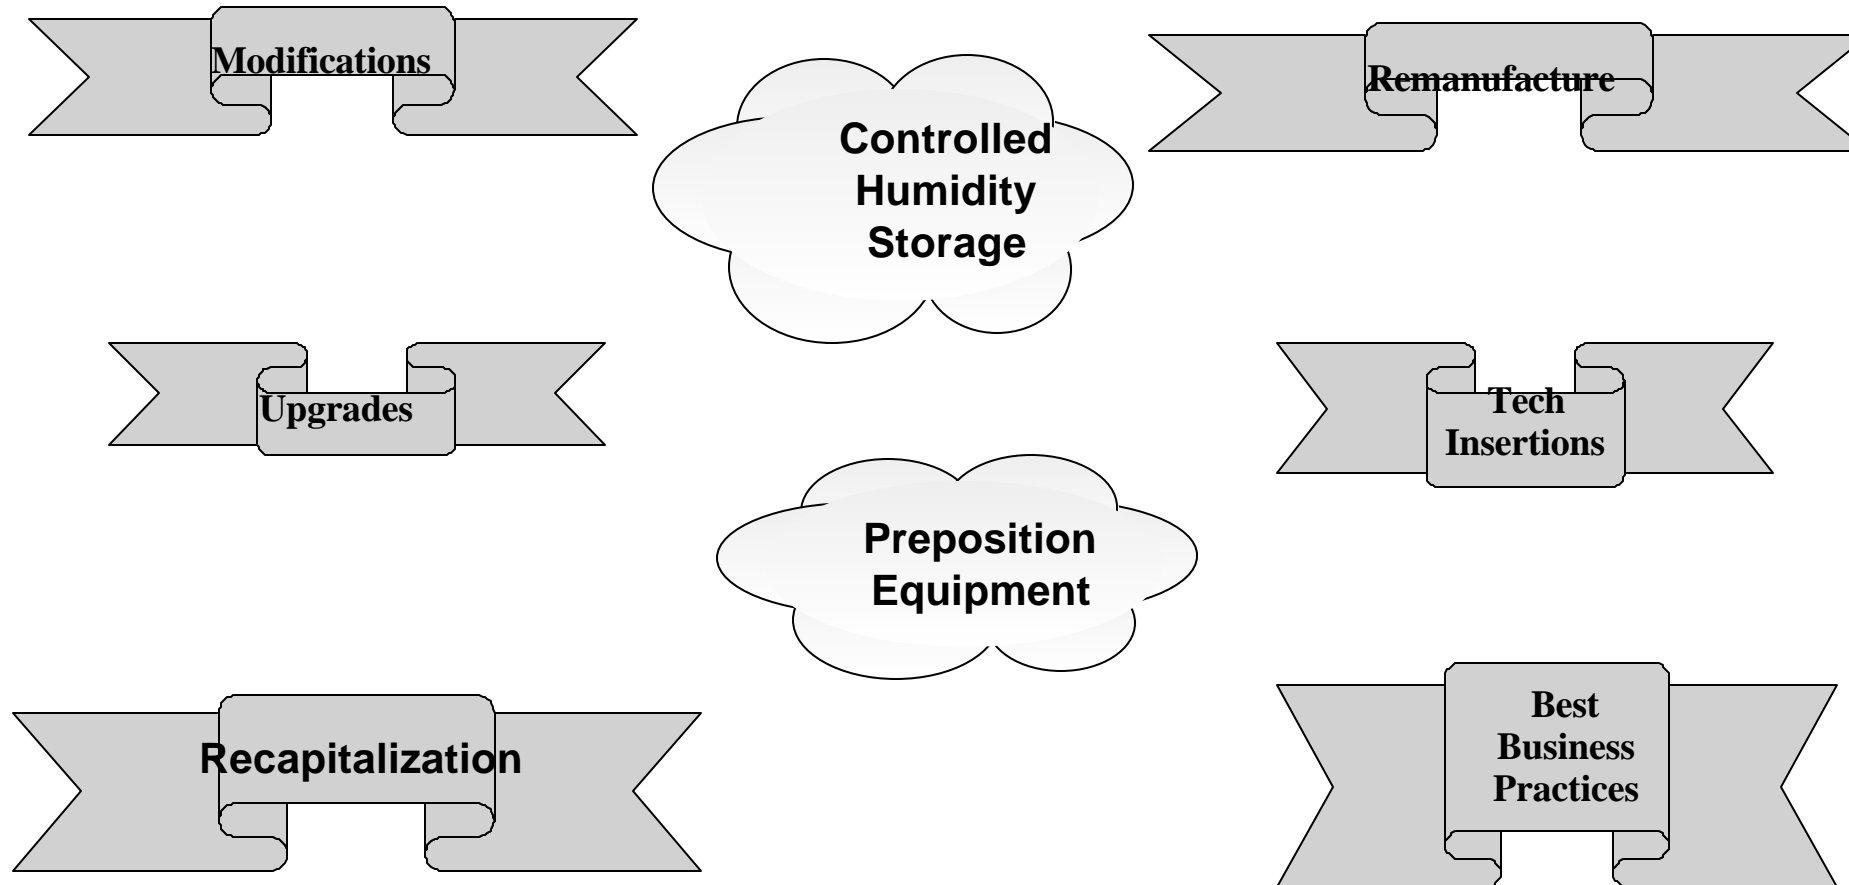 Modifications
Controlled
Humidity
Storage
Remanufacture
Upgrades
Tech
Insertions
Preposition
Equipment
Recapitalization
Best
Business
Practices